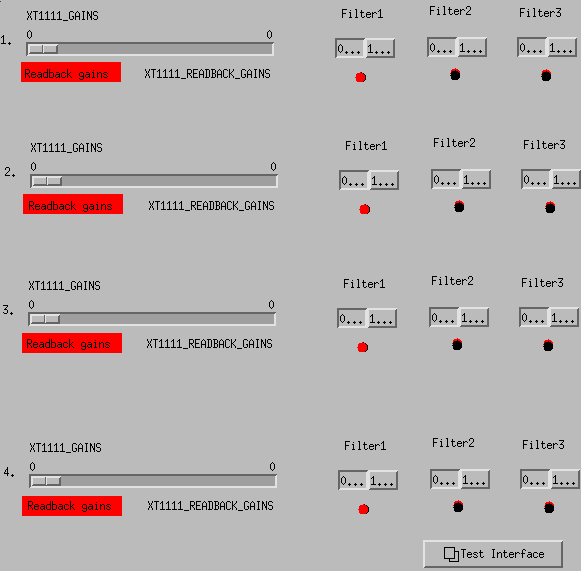 XT1111_GAINS Filter1 Filter2 Filter3
1. 0 0 0... 1... 0... 1... 0... 1...
Readback gains XT1111_READBACK_GAINS
XT1111_GAINS Filter1 Filter2 Filter3
2. 0 0 0... 1... 0... 1... 0... 1...
Readback gains XT1111_READBACK_GAINS
XT1111_GAINS Filter1 Filter2 Filter3
3. 0 0 0... 1... 0... 1... 0... 1...
Readback gains XT1111_READBACK_GAINS
XT1111_GAINS Filter1 Filter2 Filter3
4. 0 0 0... 1... 0... 1... 0... 1...
Readback gains XT1111_READBACK_GAINS
Test Interface